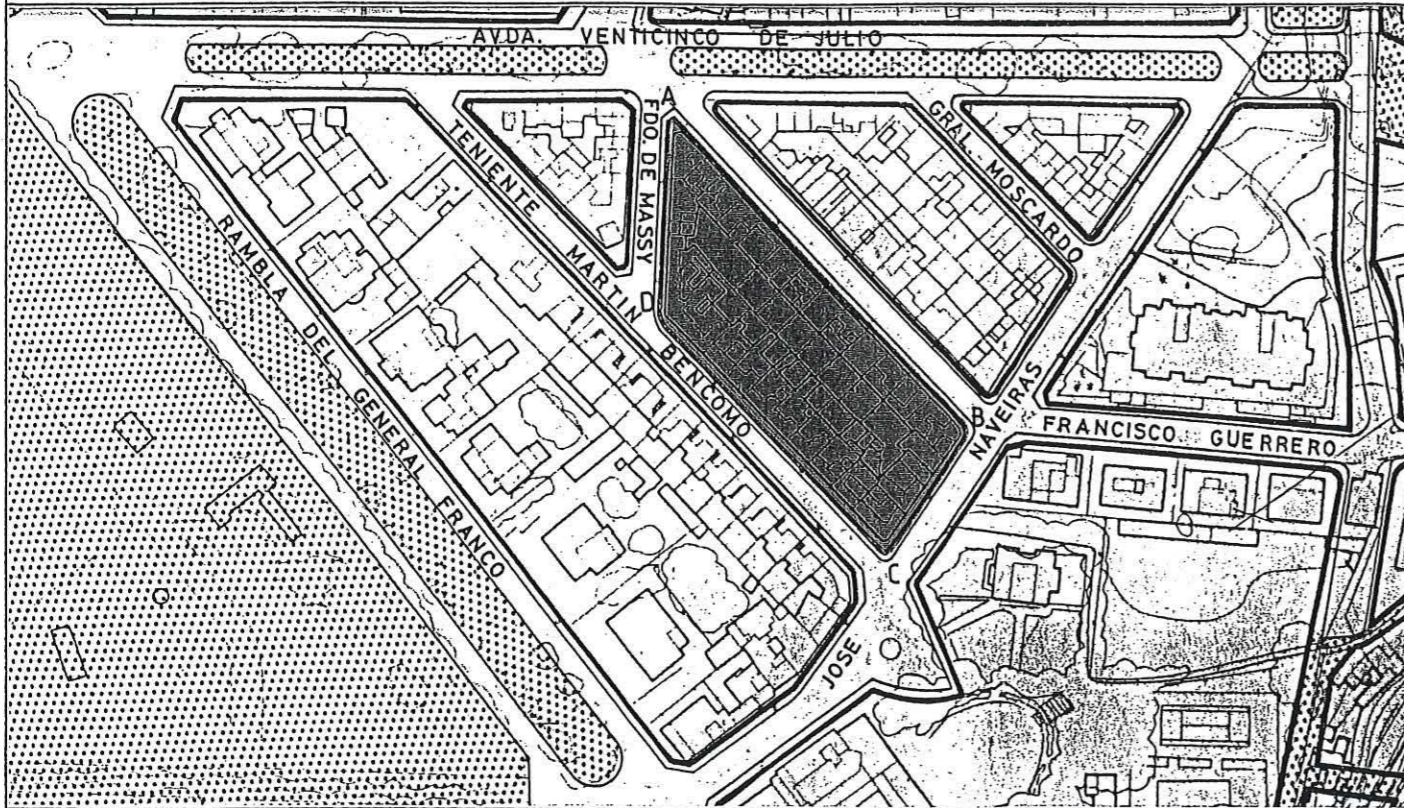 AVDA. VENTICINCO DE JULIO
A
FDO. DE MASSY
GRAL. MOSCARDO
TENIENTE MARTIN BENCOMO
D
RAMBLA DEL GENERAL FRANCO
B
JOSE NAVEIRAS
FRANCISCO GUERRERO
C